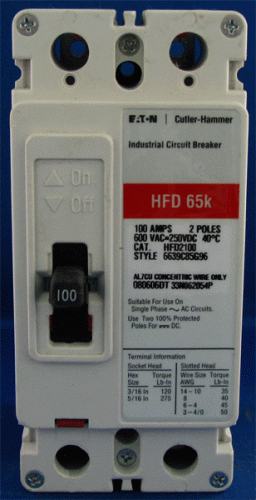 EATON Cutler-Hammer
Industrial Circuit Breaker
On
Off
HFD 65k
100 AMPS 2 POLES
600 VAC=250VDC 40°C
CAT. HFD2100
STYLE 6639C85G96
AL7CU CONCENTRIC WIRE ONLY
080606DT 33N062054P
100
Suitable For Use On
Single Phase ~ AC Circuits.
Use Two 100% Protected
Poles For DC.
Terminal Information
Socket Head Slotted Head
Hex Torque Wire Size Torque
Size Lb-In AWG Lb-In
3/16 In 120 14 – 10 35
5/16 In 275 8 40
6 – 4 45
3 – 4/0 50